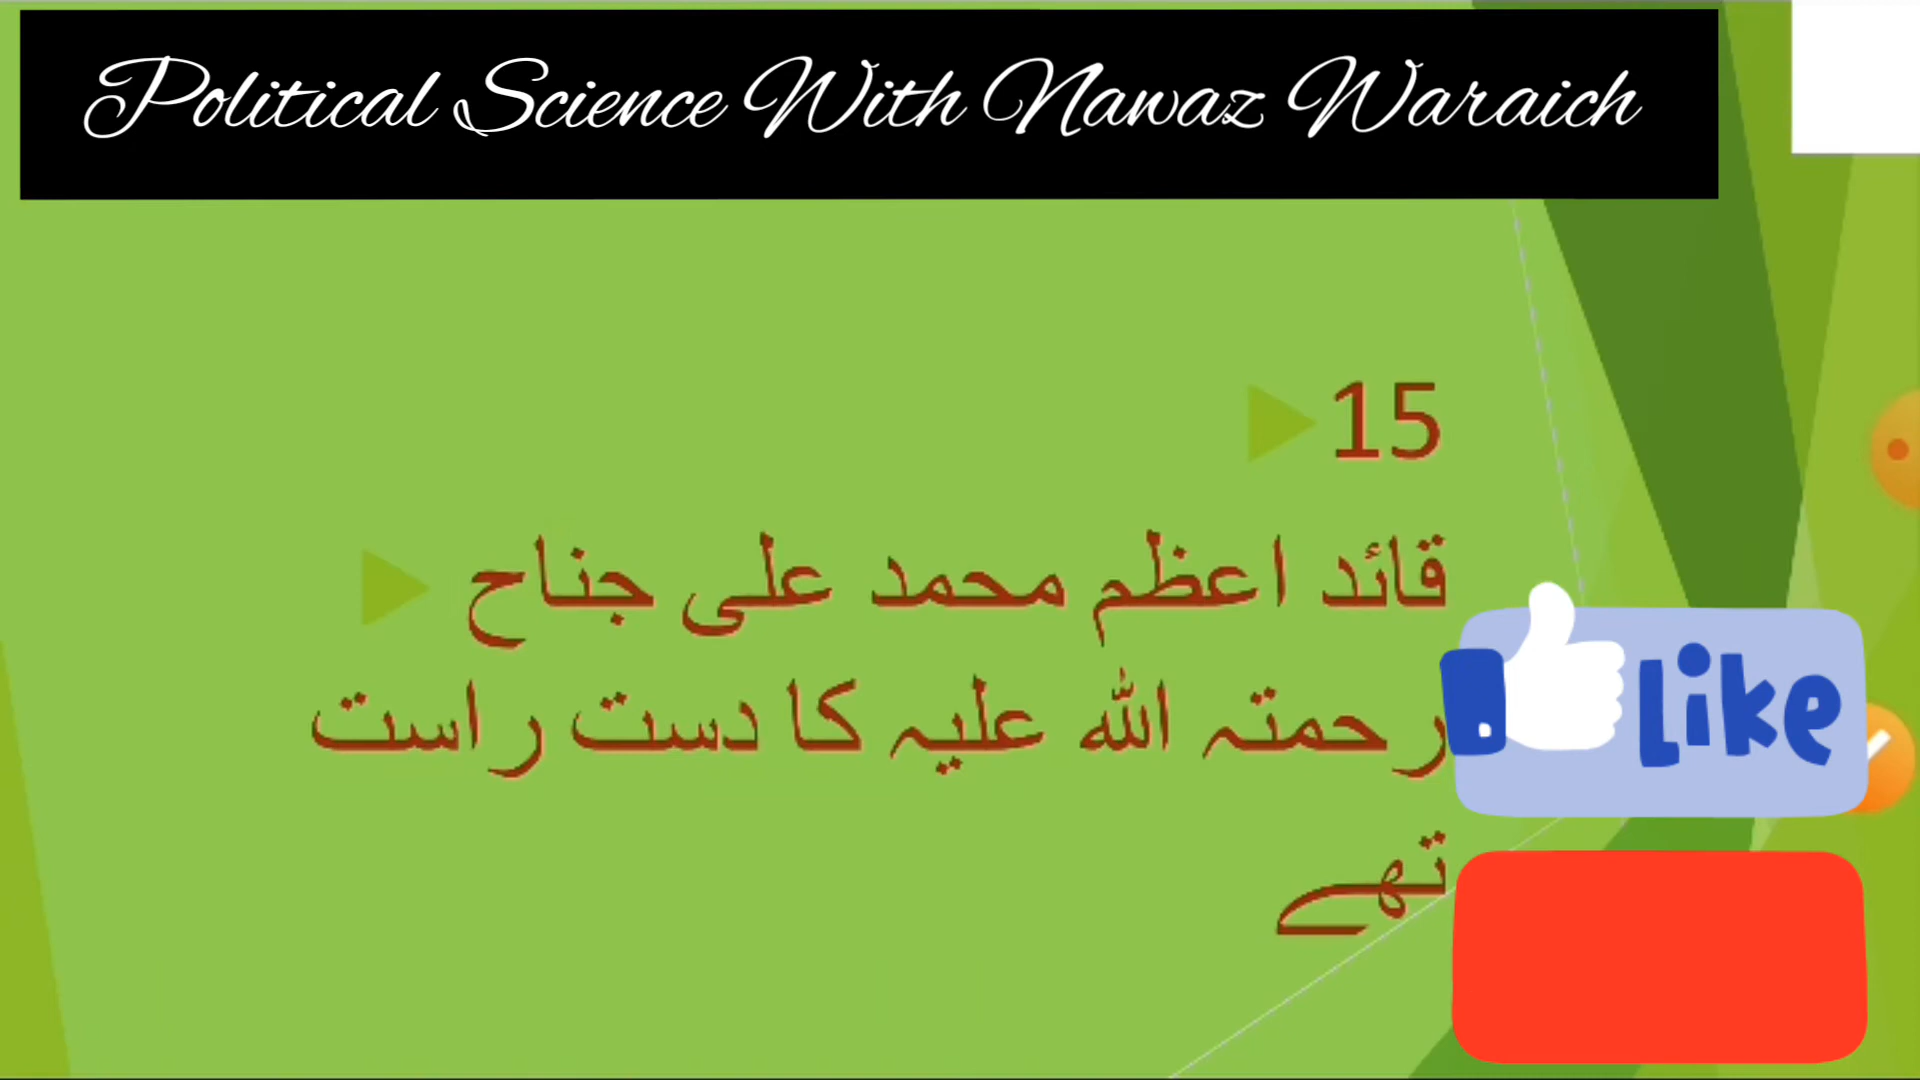 Political Science With Nawaz Waraich
15
قائد اعظم محمد علی جناح
رحمتہ اللہ علیہ کا دست راست
تھے
Like